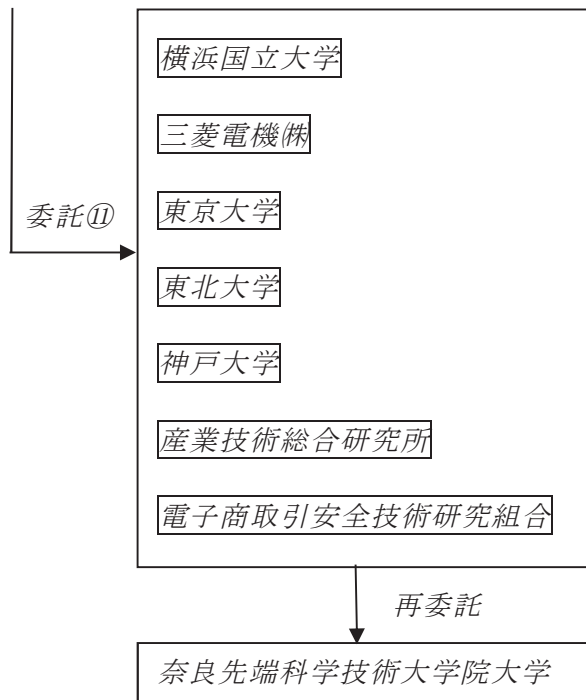 横浜国立大学
三菱電機㈱
東京大学
委託⑪
東北大学
神戸大学
産業技術総合研究所
電子商取引安全技術研究組合
再委託
奈良先端科学技術大学院大学